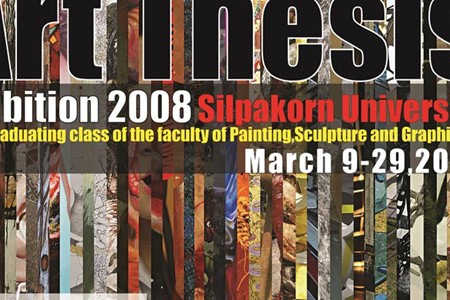 Art Thesis
bition 2008 Silpakorn Univers
aduating class of the faculty of Painting,Sculpture and Graphi
March 9-29,20